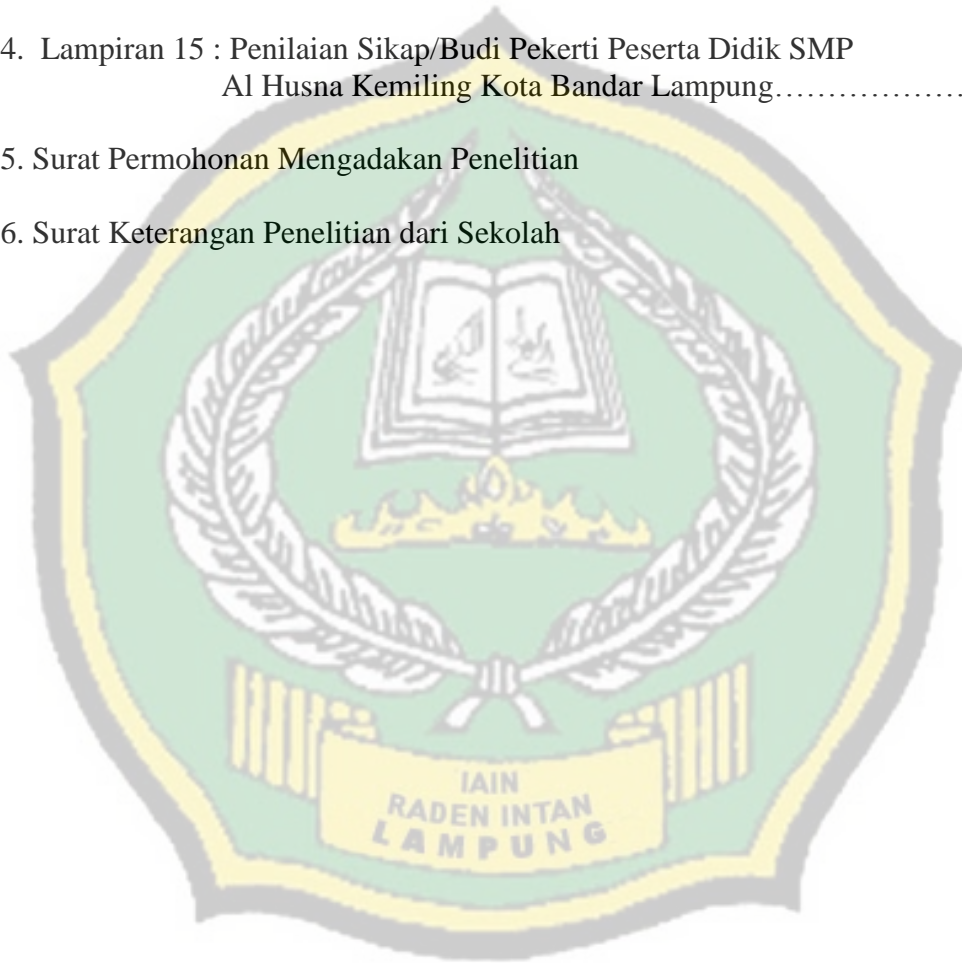 4. Lampiran 15 : Penilaian Sikap/Budi Pekerti Peserta Didik SMP
Al Husna Kemiling Kota Bandar Lampung…………………
5. Surat Permohonan Mengadakan Penelitian
6. Surat Keterangan Penelitian dari Sekolah
IAIN
RADEN INTAN
LAMPUNG